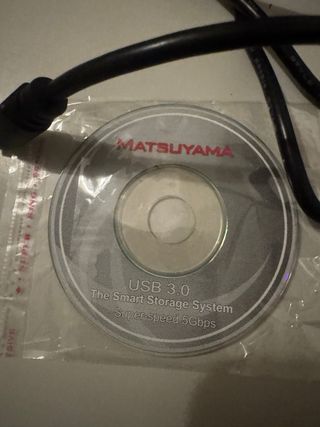 MATSUYAMA
USB 3.0
The Smart Storage System
Super-speed 5Gbps